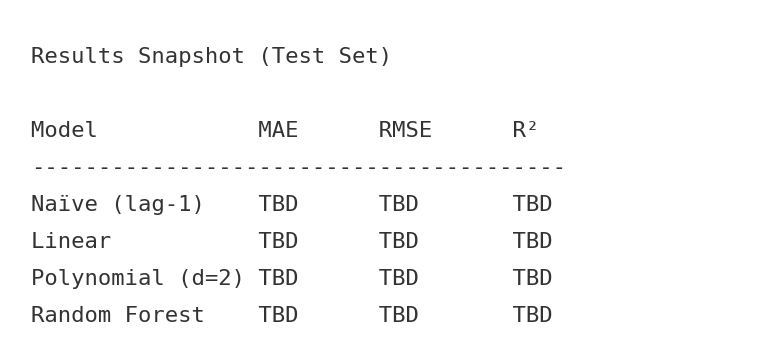 Results Snapshot (Test Set)
Model MAE RMSE R²
----------------------------------------
Naïve (lag-1) TBD TBD TBD
Linear TBD TBD TBD
Polynomial (d=2) TBD TBD TBD
Random Forest TBD TBD TBD